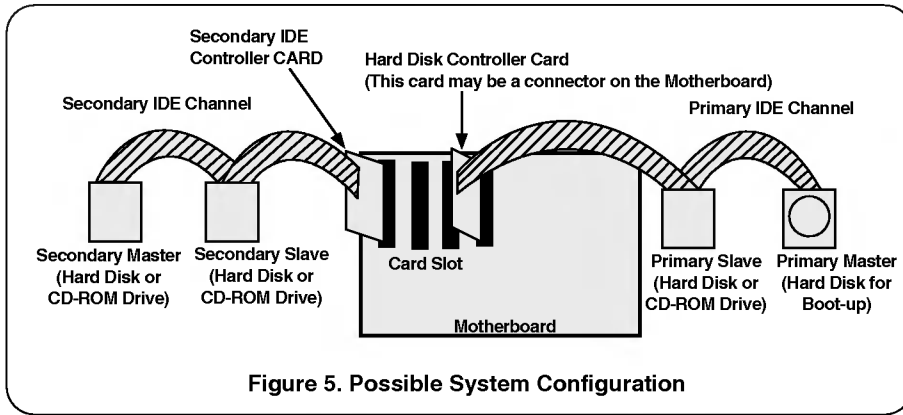 Secondary IDE
Controller CARD
Hard Disk Controller Card
(This card may be a connector on the Motherboard)
Secondary IDE Channel
Primary IDE Channel
Secondary Master
(Hard Disk or
CD-ROM Drive)
Secondary Slave
(Hard Disk or
CD-ROM Drive)
Card Slot
Motherboard
Primary Slave
(Hard Disk or
CD-ROM Drive)
Primary Master
(Hard Disk for
Boot-up)
Figure 5. Possible System Configuration